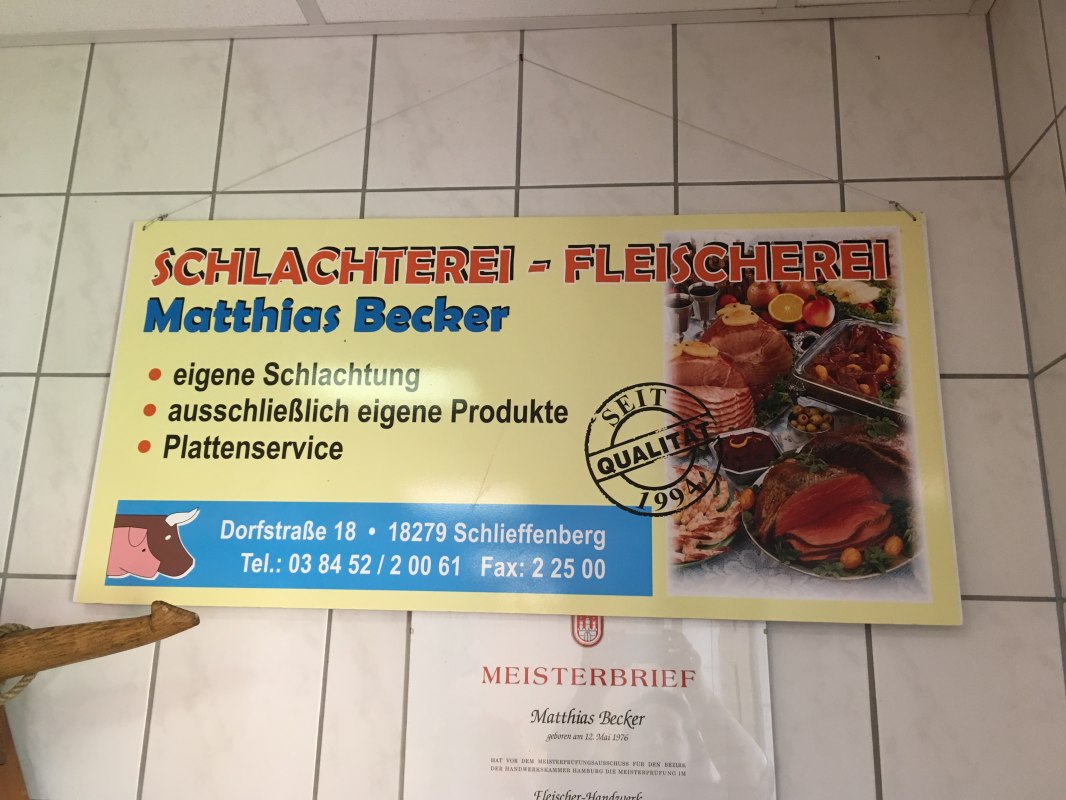 SCHLACHTEREI - FLEISCHEREI
Matthias Becker
• eigene Schlachtung
• ausschließlich eigene Produkte
• Plattenservice
SEIT
QUALITÄT
1994
Dorfstraße 18 • 18279 Schlieffenberg
Tel.: 03 84 52 / 2 00 61 Fax: 2 25 00
MEISTERBRIEF
Matthias Becker
geboren am 12. Mai 1976
HAT VOR DEM MEISTERPRÜFUNGSAUSSCHUSS FÜR DEN BEZIRK
DER HANDWERKSKAMMER HAMBURG DIE MEISTERPRÜFUNG IM
Fleischer-Handwerk